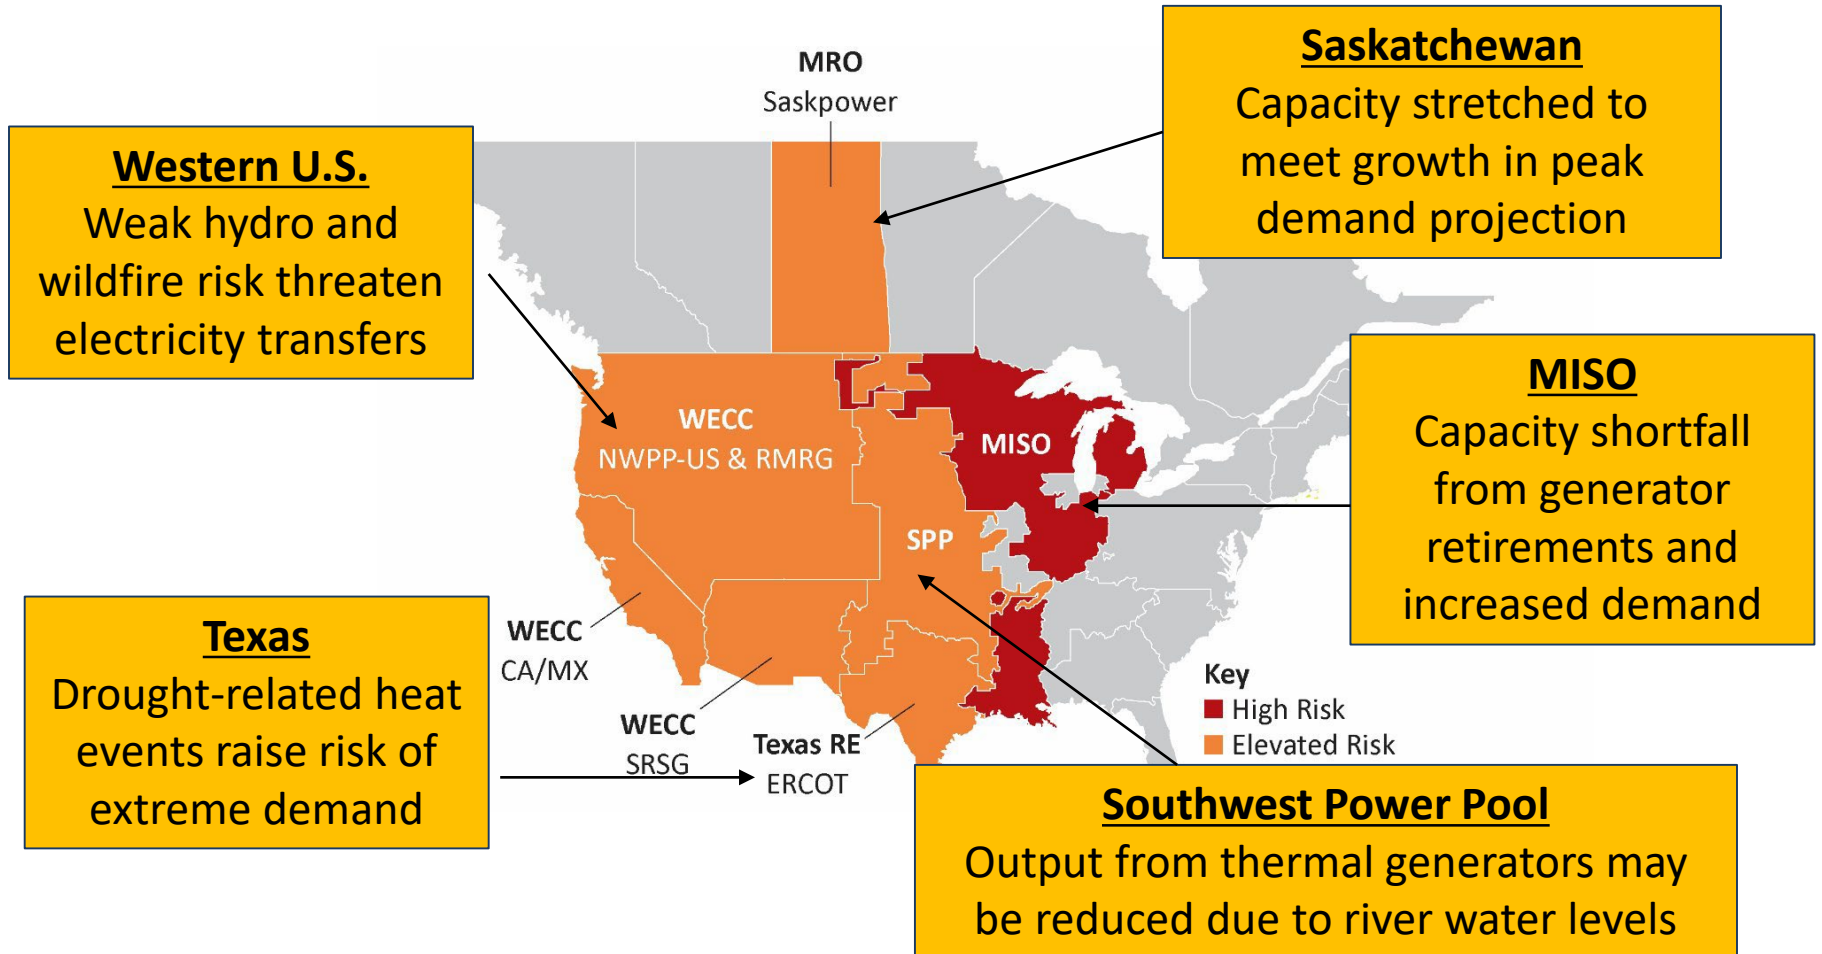 MRO
Saskpower
Saskatchewan
Capacity stretched to
meet growth in peak
demand projection
Western U.S.
Weak hydro and
wildfire risk threaten
electricity transfers
WECC
NWPP-US & RMRG
MISO
SPP
MISO
Capacity shortfall
from generator
retirements and
increased demand
Texas
Drought-related heat
events raise risk of
extreme demand
WECC
CA/MX
WECC
SRSG
Texas RE
ERCOT
Key
High Risk
Elevated Risk
Southwest Power Pool
Output from thermal generators may
be reduced due to river water levels